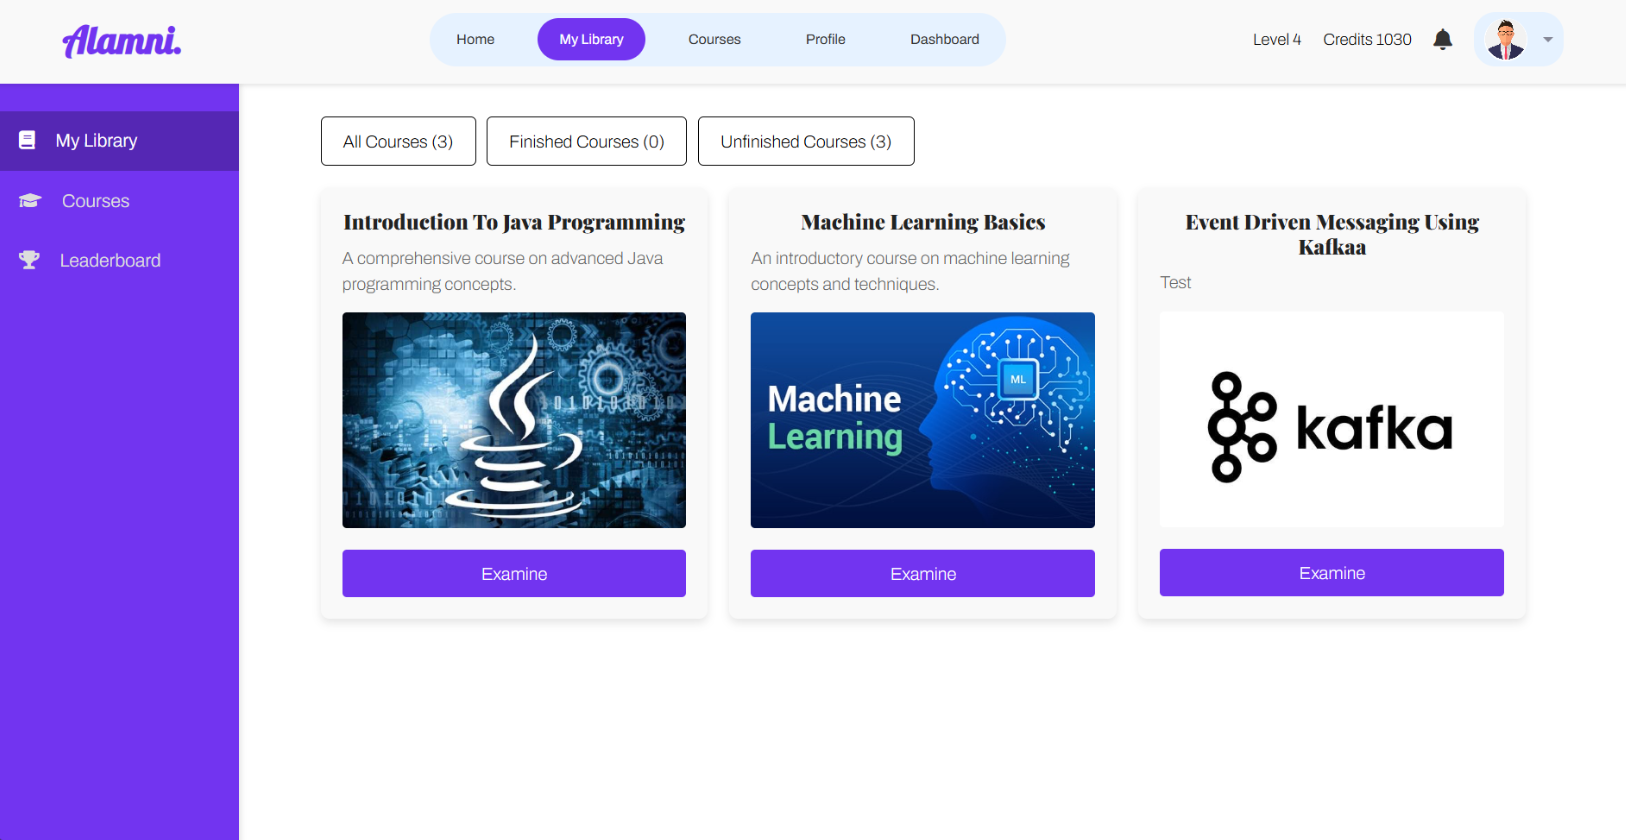 Alamni.
Home
My Library
Courses
Profile
Dashboard
Level 4
Credits 1030
My Library
Courses
Leaderboard
All Courses (3)
Finished Courses (0)
Unfinished Courses (3)
Introduction To Java Programming
A comprehensive course on advanced Java
programming concepts.
Examine
Machine Learning Basics
An introductory course on machine learning
concepts and techniques.
ML
Machine
Learning
Examine
Event Driven Messaging Using
Kafkaa
Test
kafka
Examine